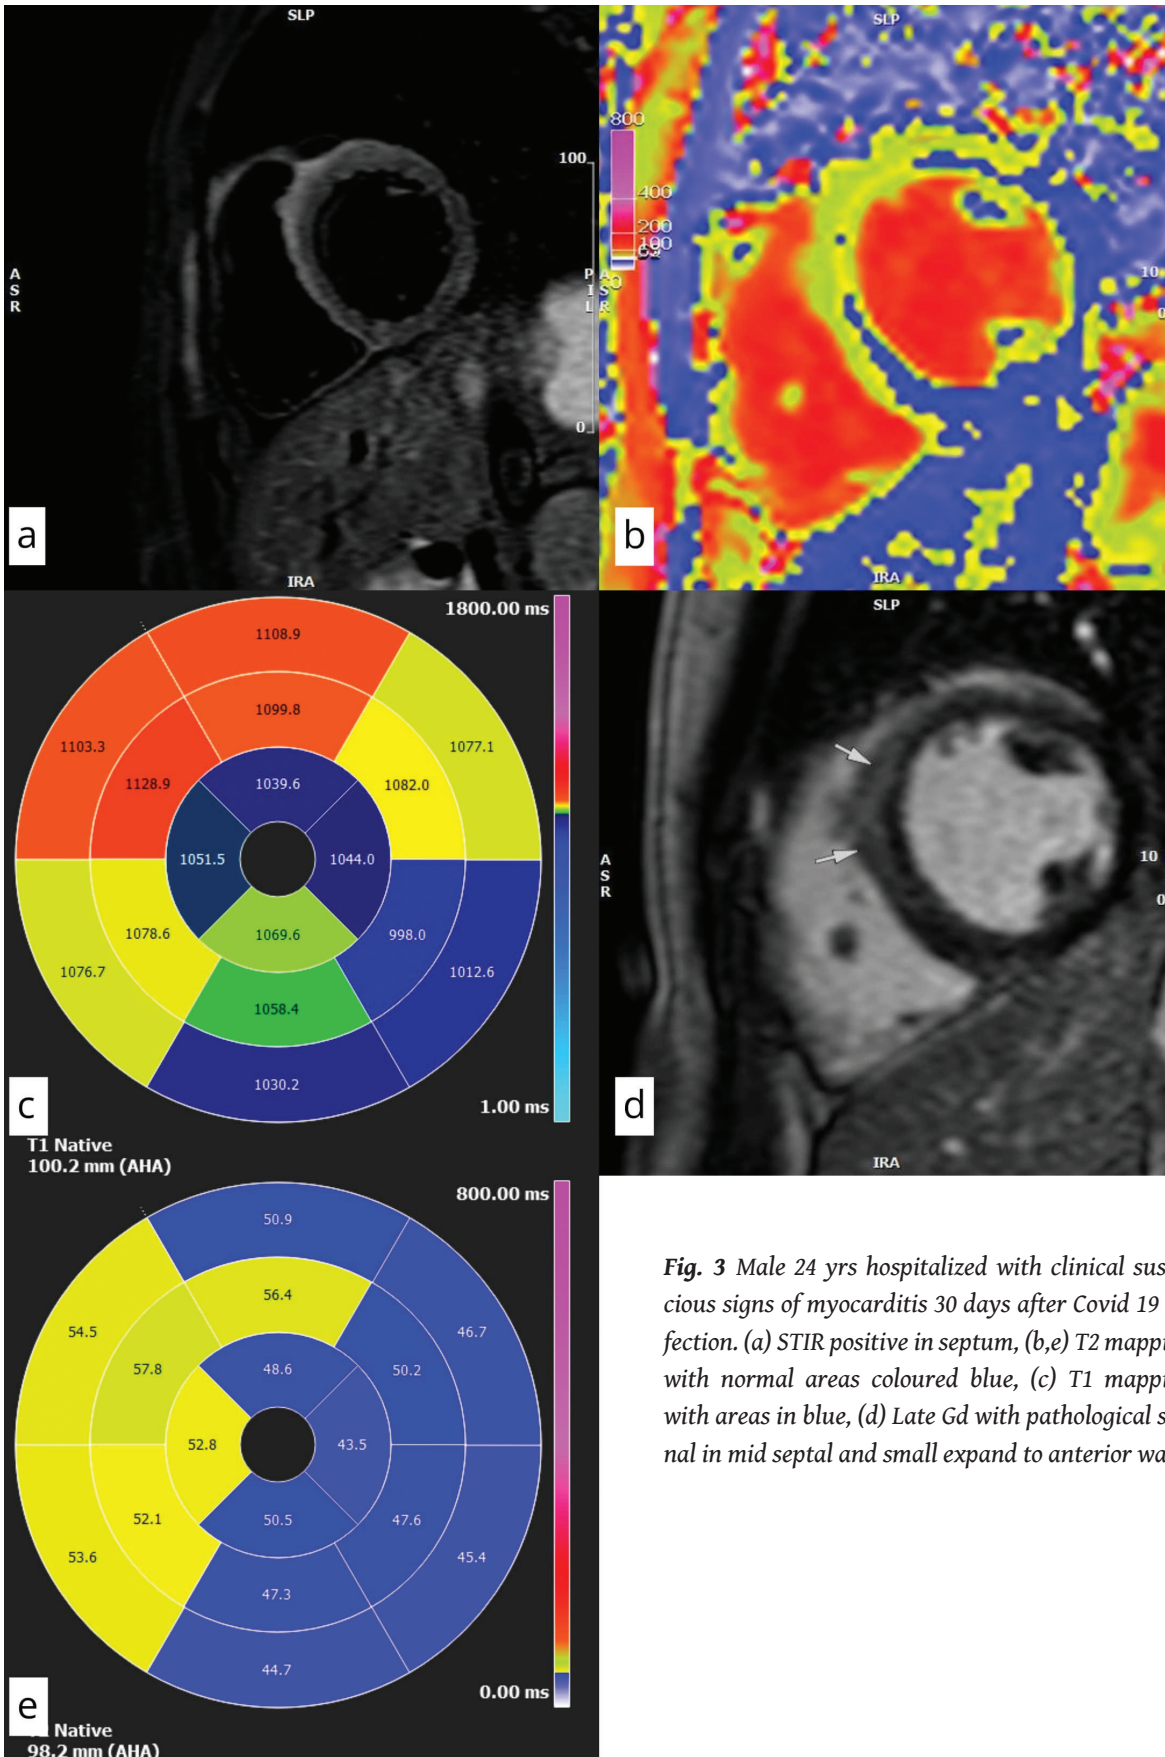 SLP
A
S
R
100
0
P
I
L
a
IRA
SLP
800
400
200
100
0
A
S
R
10
0
b
IRA
1800.00 ms
1108.9
1099.8
1103.3
1077.1
1128.9
1082.0
1039.6
1051.5
1044.0
1069.6
1078.6
998.0
1076.7
1012.6
1058.4
1030.2
1.00 ms
c
T1 Native
100.2 mm (AHA)
SLP
A
S
R
10
0
d
IRA
800.00 ms
50.9
56.4
54.5
46.7
57.8
50.2
48.6
52.8
43.5
50.5
52.1
47.6
53.6
45.4
47.3
44.7
0.00 ms
e
Native
98.2 mm (AHA)
Fig. 3 Male 24 yrs hospitalized with clinical sus
cious signs of myocarditis 30 days after Covid 19
fection. (a) STIR positive in septum, (b,e) T2 mapp
with normal areas coloured blue, (c) T1 mapp
with areas in blue, (d) Late Gd with pathological s
nal in mid septal and small expand to anterior wa